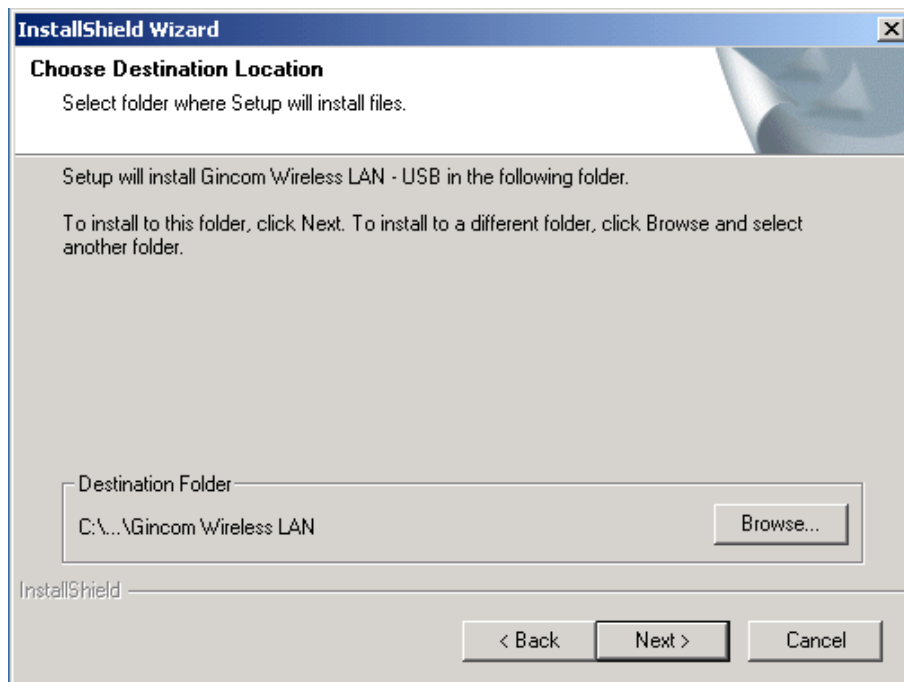 InstallShield Wizard
Choose Destination Location
Select folder where Setup will install files.
Setup will install Gincom Wireless LAN - USB in the following folder.
To install to this folder, click Next. To install to a different folder, click Browse and select
another folder.
Destination Folder
C:\...\Gincom Wireless LAN
Browse...
InstallShield
< Back
Next >
Cancel